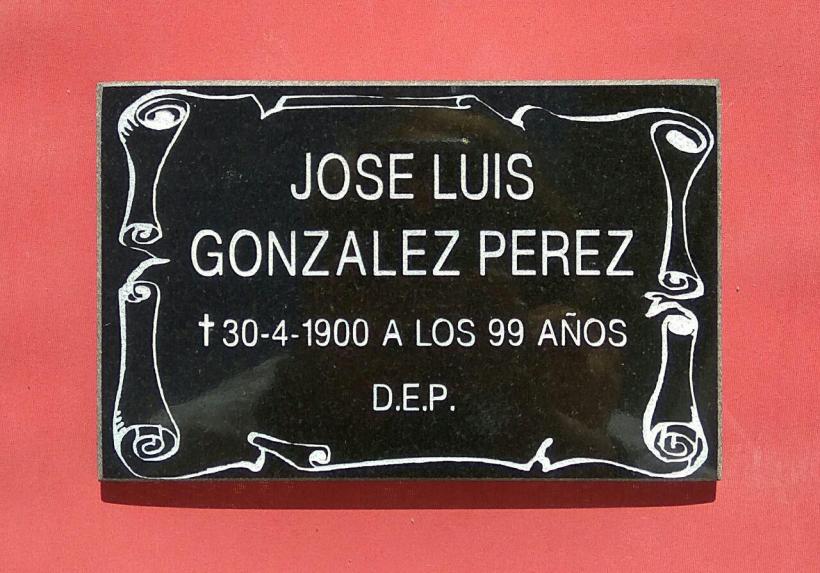 JOSE LUIS
GONZALEZ PEREZ
✝30-4-1900 A LOS 99 AÑOS
D.E.P.